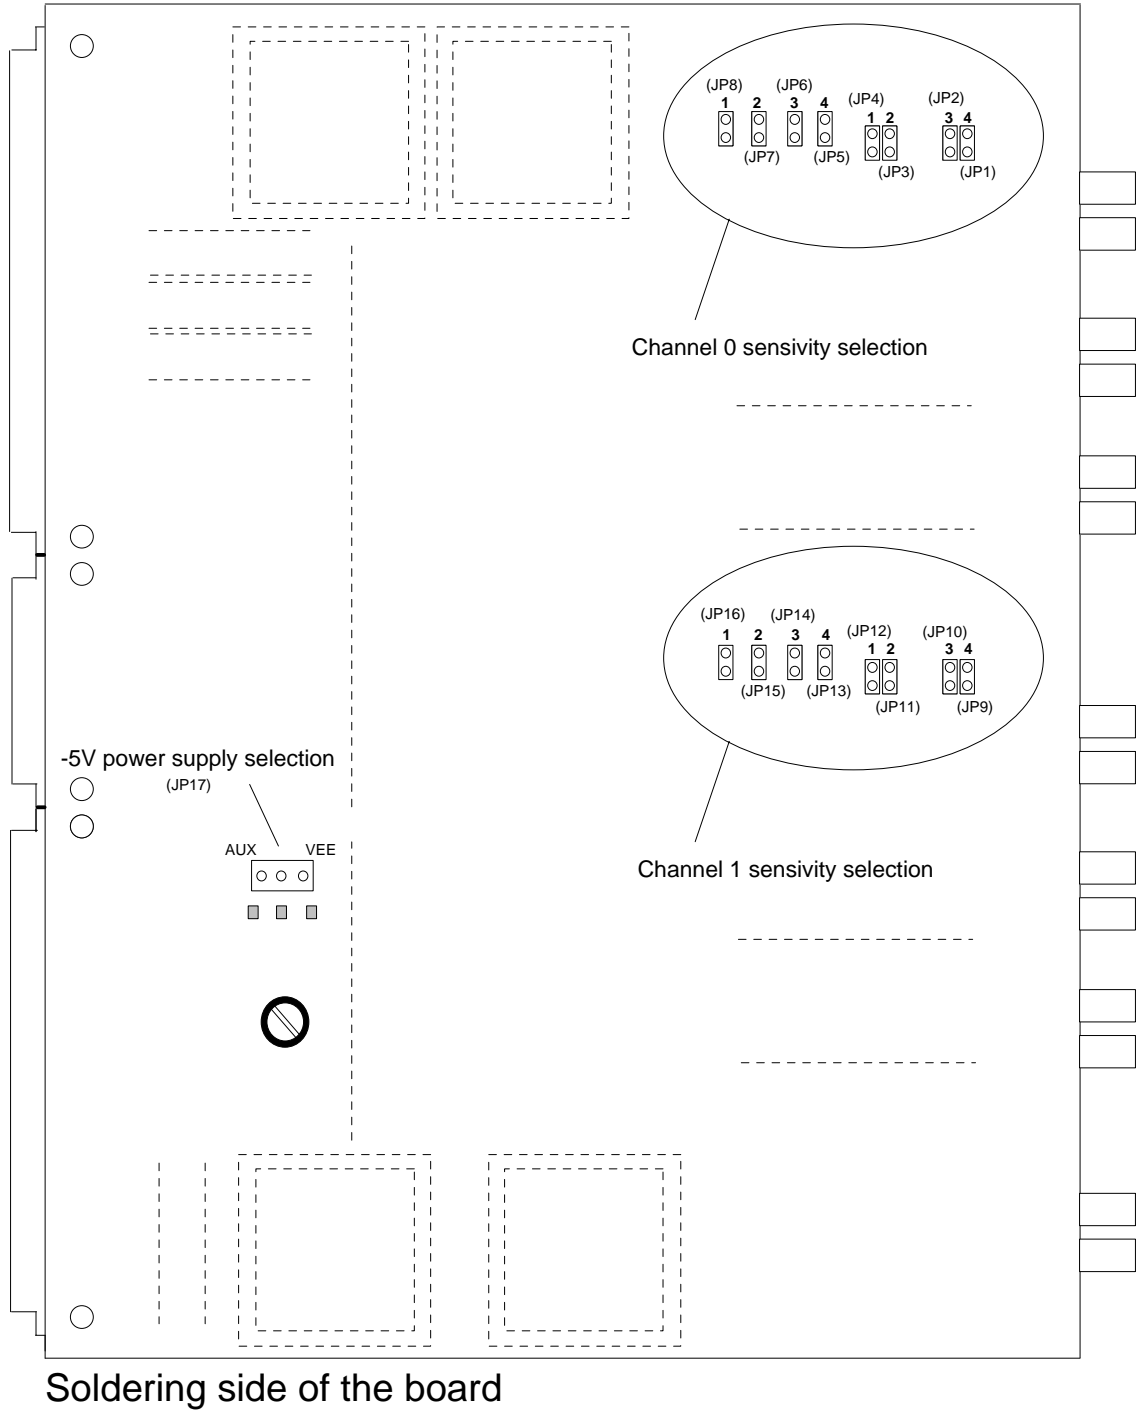 (JP8) (JP6)
1 2 3 4 (JP4) (JP2)
1 2 3 4
(JP7) (JP5)
(JP3) (JP1)
Channel 0 sensivity selection
(JP16) (JP14)
1 2 3 4 (JP12) (JP10)
1 2 3 4
(JP15) (JP13)
(JP11) (JP9)
-5V power supply selection
(JP17)
AUX VEE
Channel 1 sensivity selection
Soldering side of the board